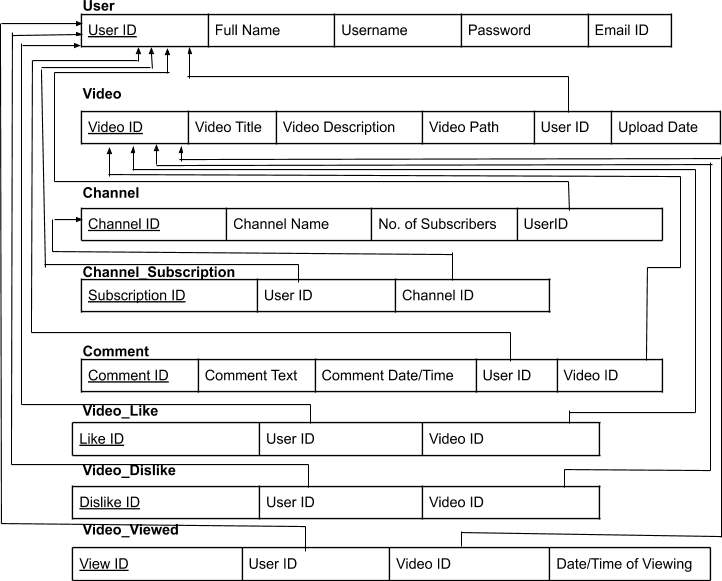 User
User ID Full Name Username Password Email ID
Video
Video ID Video Title Video Description Video Path User ID Upload Date
Channel
Channel ID Channel Name No. of Subscribers UserID
Channel_Subscription
Subscription ID User ID Channel ID
Comment
Comment ID Comment Text Comment Date/Time User ID Video ID
Video_Like
Like ID User ID Video ID
Video_Dislike
Dislike ID User ID Video ID
Video_Viewed
View ID User ID Video ID Date/Time of Viewing